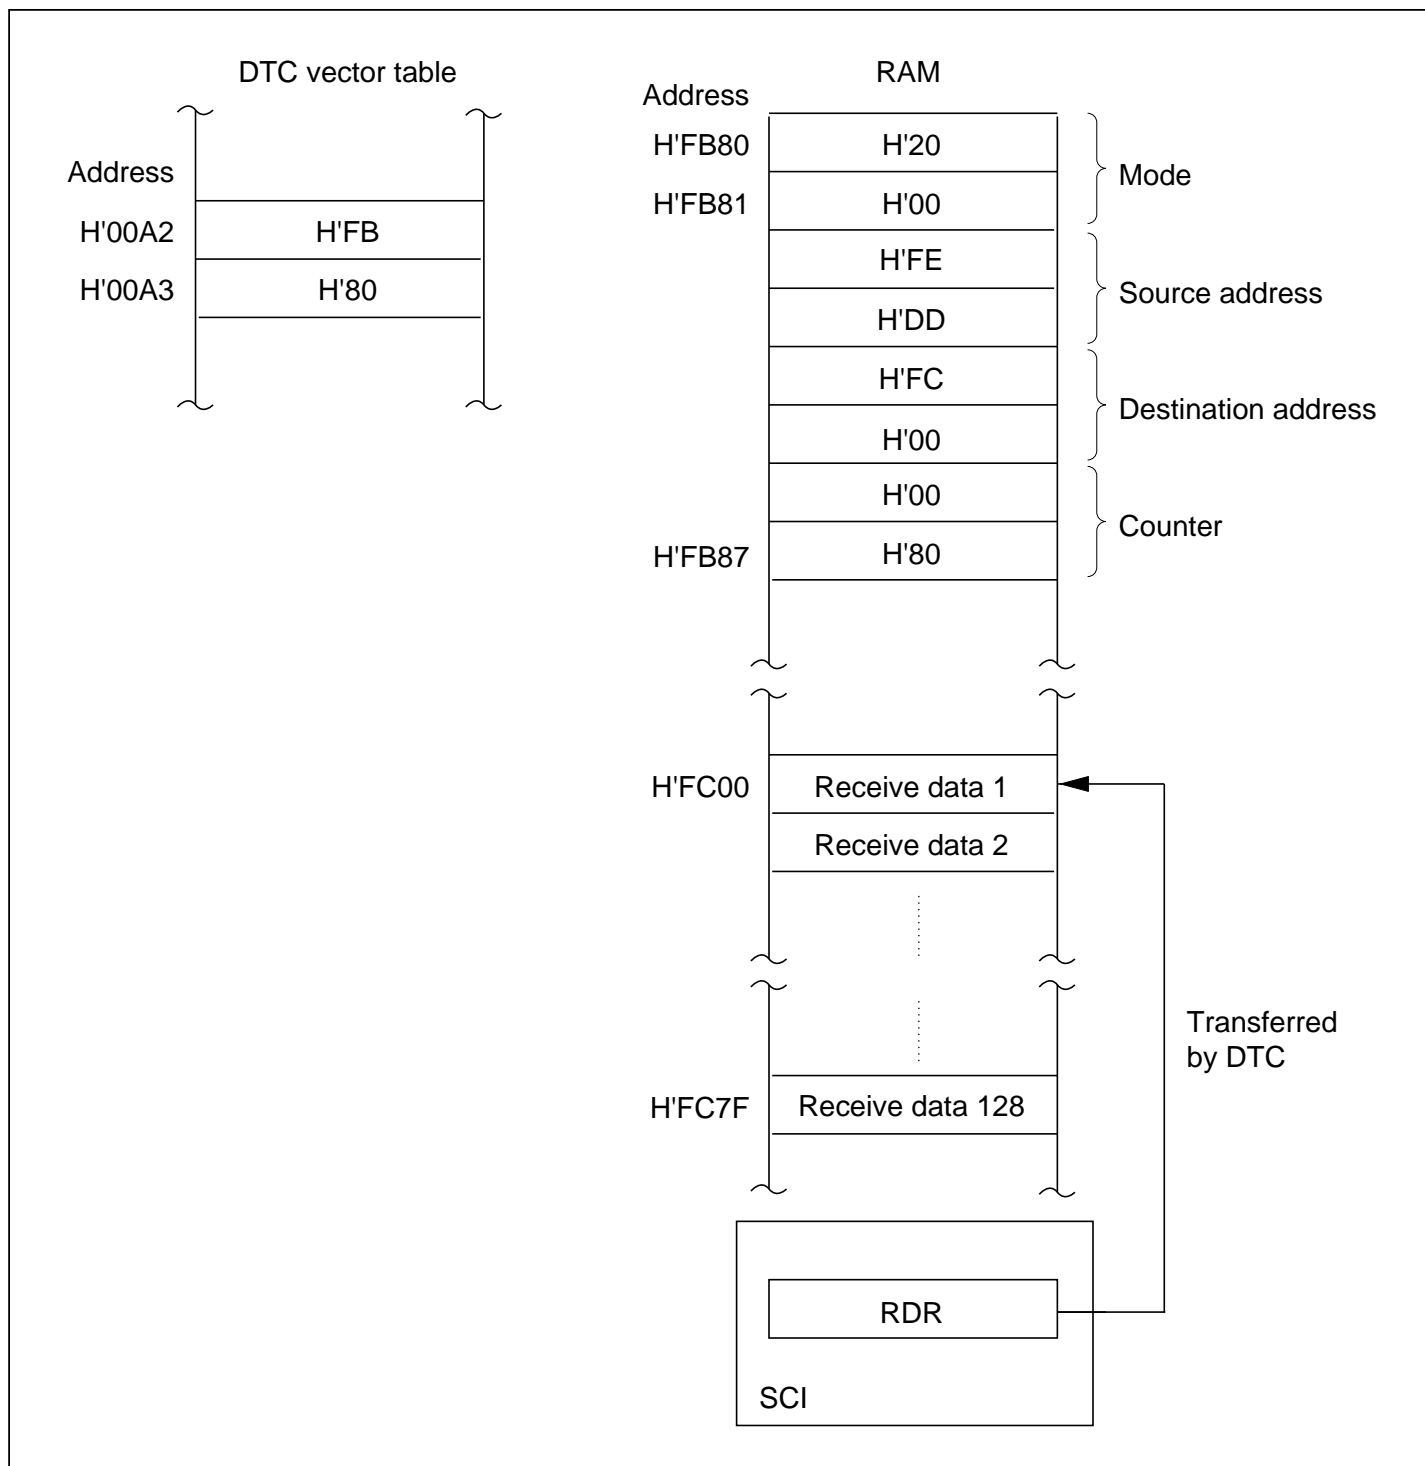 DTC vector table
Address
H'00A2 H'FB
H'00A3 H'80
RAM
Address
H'FB80 H'20
Mode
H'FB81 H'00
H'FE
Source address
H'DD
H'FC
Destination address
H'00
H'00
Counter
H'FB87 H'80
H'FC00 Receive data 1
Receive data 2
Transferred
by DTC
H'FC7F Receive data 128
RDR
SCI